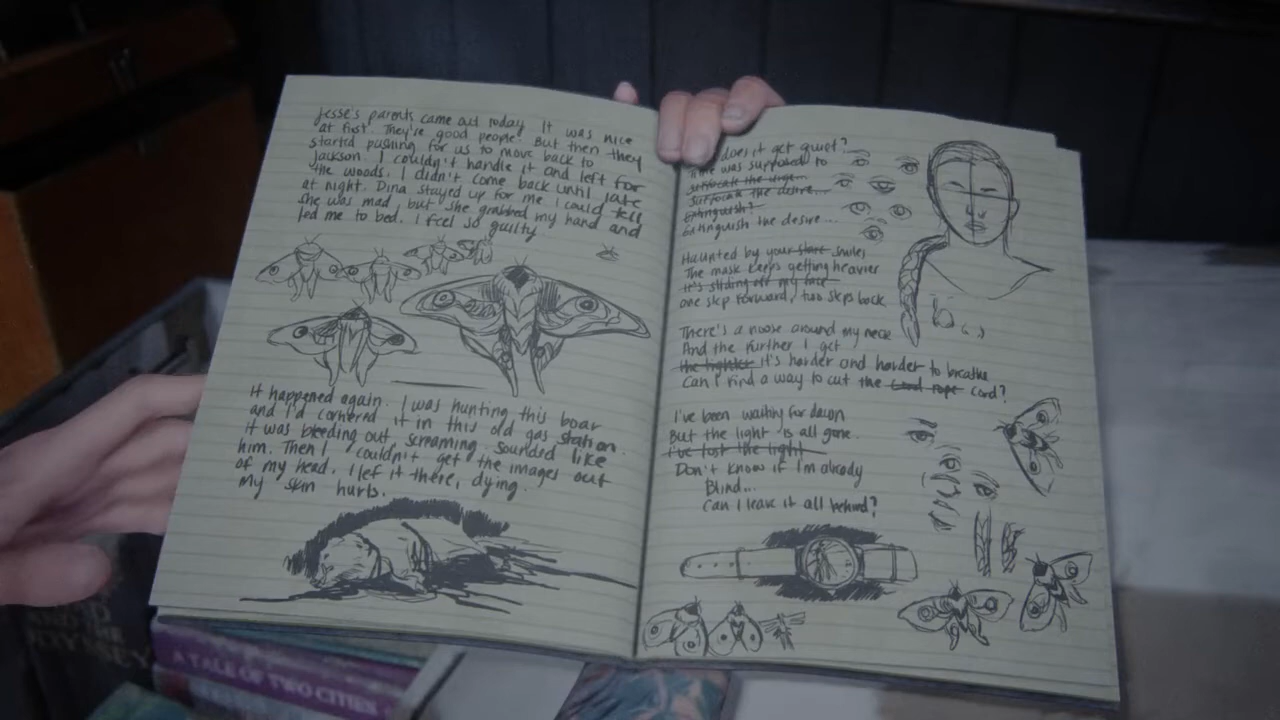 Jesse's parents came out today. It was nice
at first. They're good people. But then they
started pushing for us to move back to
Jackson. I couldn't handle it and left for
the woods. I didn't come back until late
at night. Dina stayed up for me. I could tell
she was mad, but she grabbed my hand and
led me to bed. I feel so guilty.
It happened again. I was hunting this boar
and I'd cornered it in this old gas station.
it was bleeding out, screaming. Sounded like
him. Then I couldn't get the images out
of my head. I left it there, dying.
My skin hurts.
does it get quiet?
was supposed to
suffocate the urge...
Suffocate the desire...
extinguish?
Extinguish the desire...
Haunted by your stare smiles
The mask keeps getting heavier
it's sliding off my face
one step forward, two steps back
There's a noose around my neck
And the further I get
the tighter it's harder and harder to breathe
Can I find a way to cut the cord rope cord?
I've been waiting for dawn
But the light is all gone.
I've lost the light
Don't know if I'm already
Blind...
Can I leave it all behind?
A TALE OF TWO CITIES